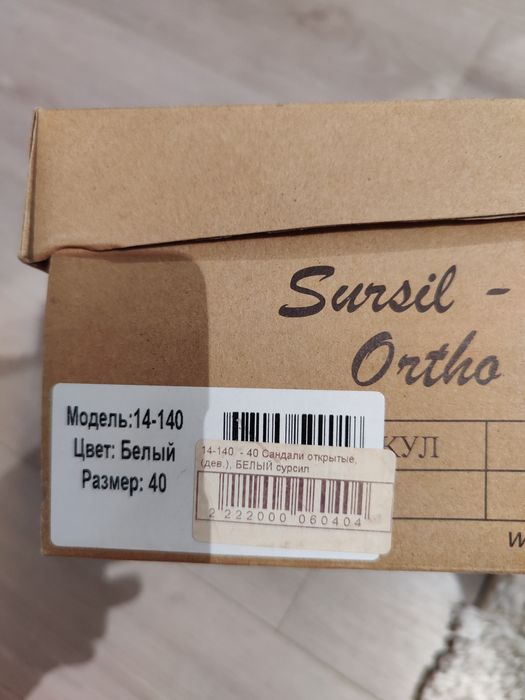 Sursil -
Ortho
Модель:14-140
Цвет: Белый
Размер: 40
14-140 - 40 Сандали открытые,
(дев.), БЕЛЫЙ сурсил
2 222000 060404
КУЛ
w